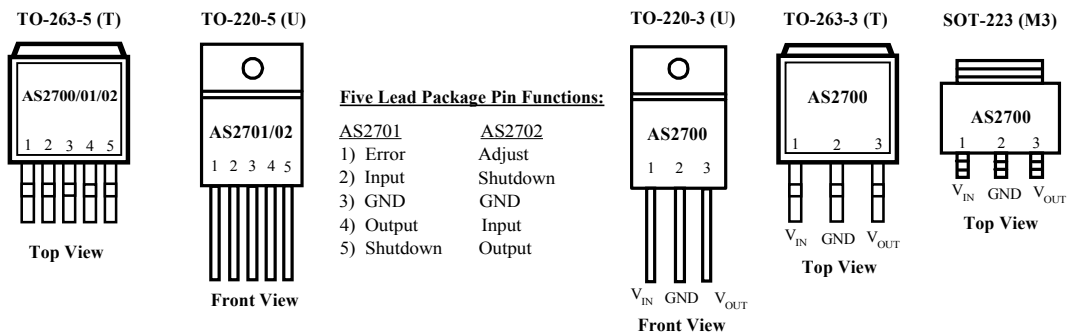 TO-263-5 (T)
AS2700/01/02
1 2 3 4 5
Top View
TO-220-5 (U)
AS2701/02
1 2 3 4 5
Front View
Five Lead Package Pin Functions:
AS2701 AS2702
1) Error Adjust
2) Input Shutdown
3) GND GND
4) Output Input
5) Shutdown Output
TO-220-3 (U)
AS2700
1 2 3
VIN GND VOUT
Front View
TO-263-3 (T)
AS2700
1 2 3
VIN GND VOUT
Top View
SOT-223 (M3)
AS2700
1 2 3
VIN GND VOUT
Top View